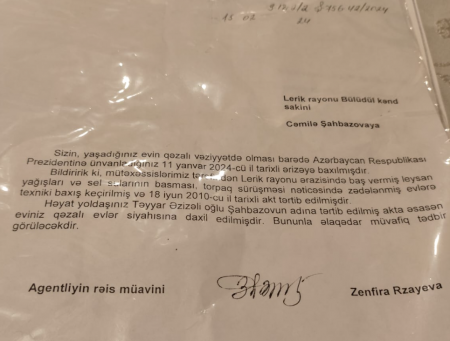 15 02 24
Lerik rayonu Bülüdül kənd
sakini
Cəmilə Şahbazovaya
Sizin, yaşadığınız evin qəzalı vəziyyətdə olması barədə Azərbaycan Respublikası
Prezidentinə ünvanladığınız 11 yanvar 2024-cü il tarixli ərizəyə baxılmışdır.
Bildiririk ki, mütəxəssislərimiz tərəfindən Lerik rayonu ərazisində baş vermiş leysan
yağışları və sel sularının basması, torpaq sürüşməsi nəticəsində zədələnmiş evlərə
texniki baxış keçirilmiş və 18 iyun 2010-cu il tarixli akt tərtib edilmişdir.
Həyat yoldaşınız Təyyar Əzizəli oğlu Şahbazovun adına tərtib edilmiş akta əsasən
eviniz qəzalı evlər siyahısına daxil edilmişdir. Bununla əlaqədar müvafiq tədbir
görüləcəkdir.
Agentliyin rəis müavini Zenfira Rzayeva